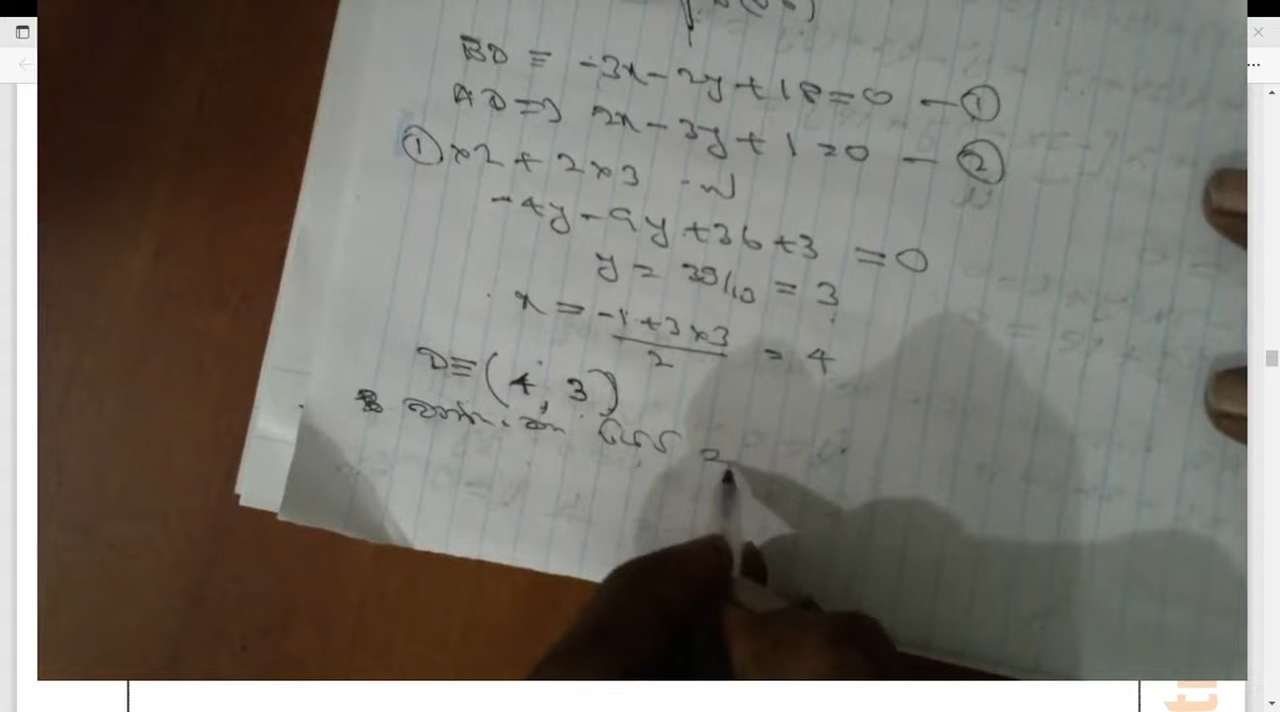 BD ≡ -3x - 2y + 18 = 0 - ①
AD ⇒ 2x - 3y + 1 = 0 - ②
① × 2 + 2 × 3
-4y - 9y + 36 + 3 = 0
y = 39/13 = 3
x = (-1 + 3 × 3)/2 = 4
D ≡ (4, 3)
=